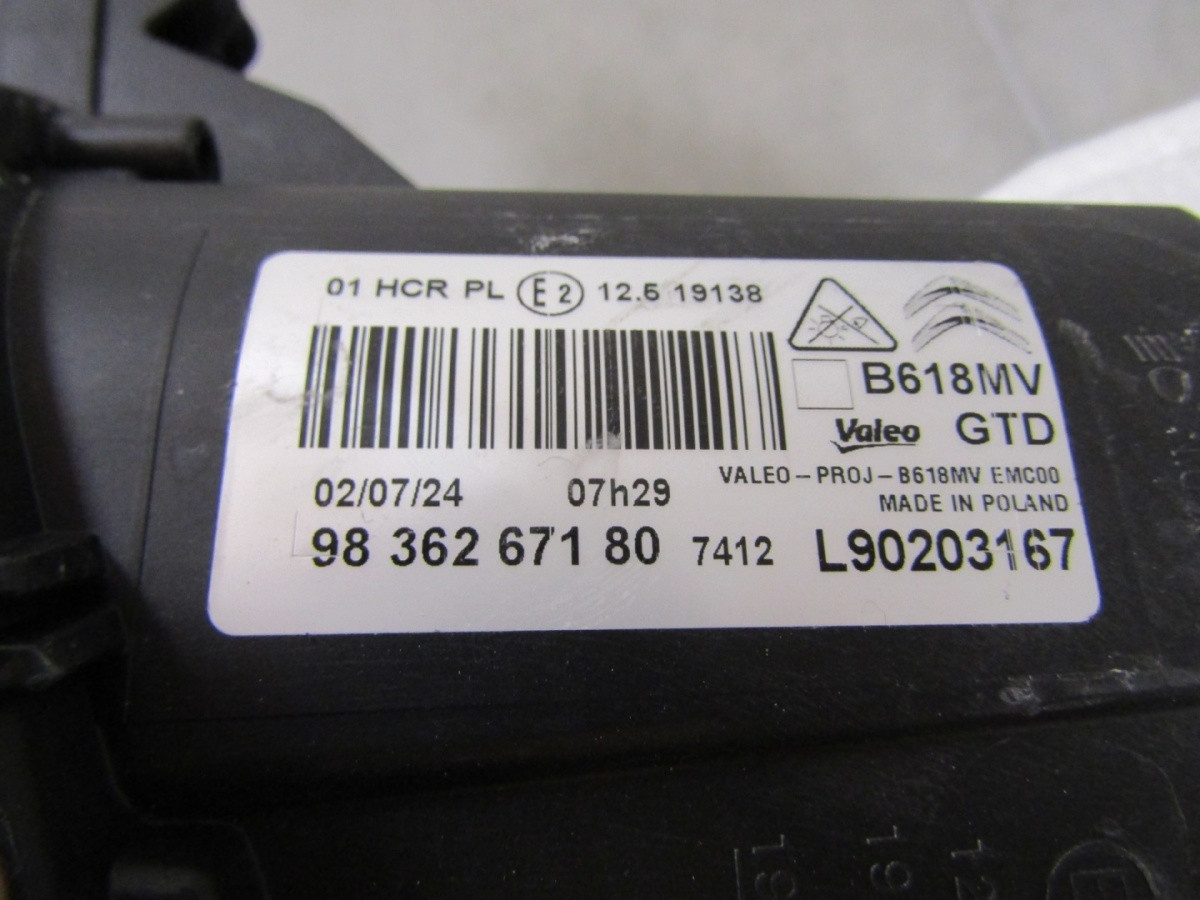 01 HCR PL E2 12.5 19138
B618MV
Valeo GTD
VALEO-PROJ-B618MV EMC00
02/07/24 07h29
MADE IN POLAND
98 362 671 80 7412 L90203167